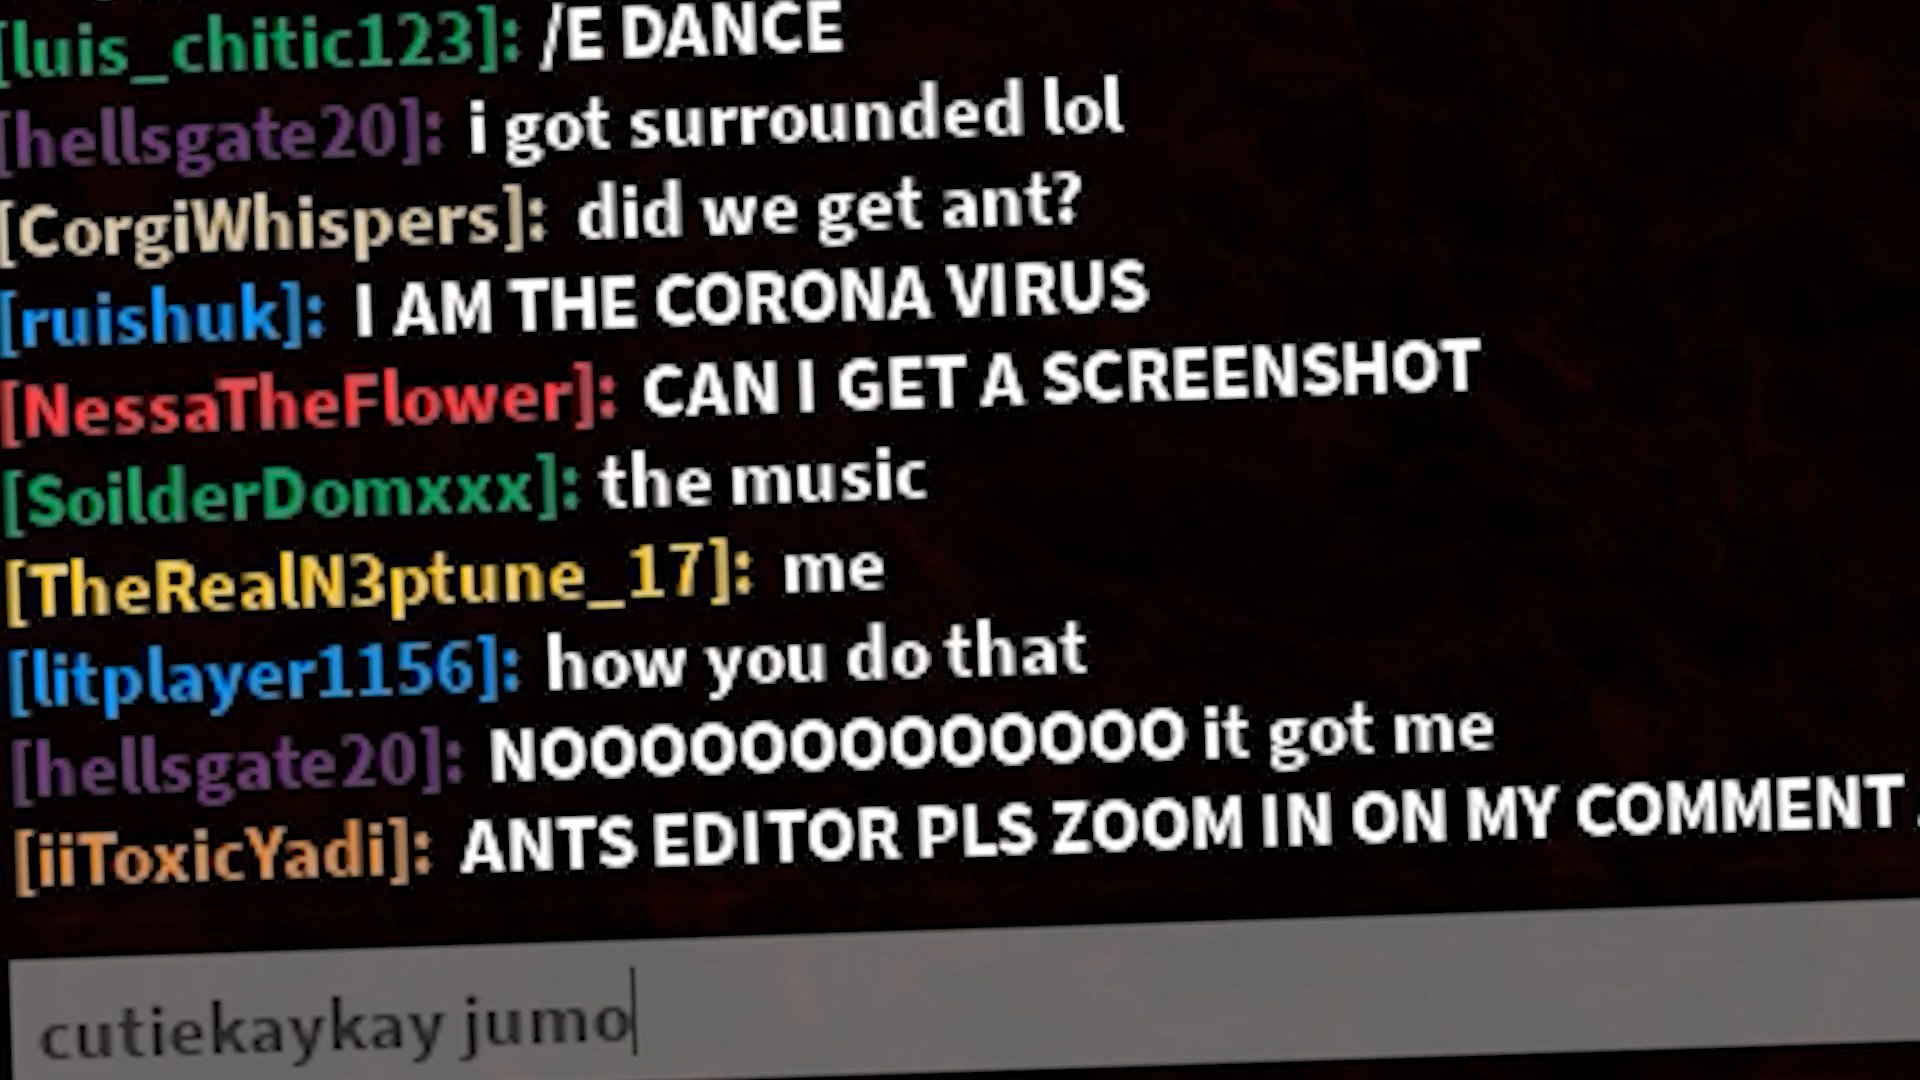 [luis_chitic123]: /E DANCE
[hellsgate20]: i got surrounded lol
[CorgiWhispers]: did we get ant?
[ruishuk]: I AM THE CORONA VIRUS
[NessaTheFlower]: CAN I GET A SCREENSHOT
[SoilderDomxxx]: the music
[TheRealN3ptune_17]: me
[litplayer1156]: how you do that
[hellsgate20]: NOOOOOOOOOOOOO it got me
[iiToxicYadi]: ANTS EDITOR PLS ZOOM IN ON MY COMMENT
cutiekaykay jumo